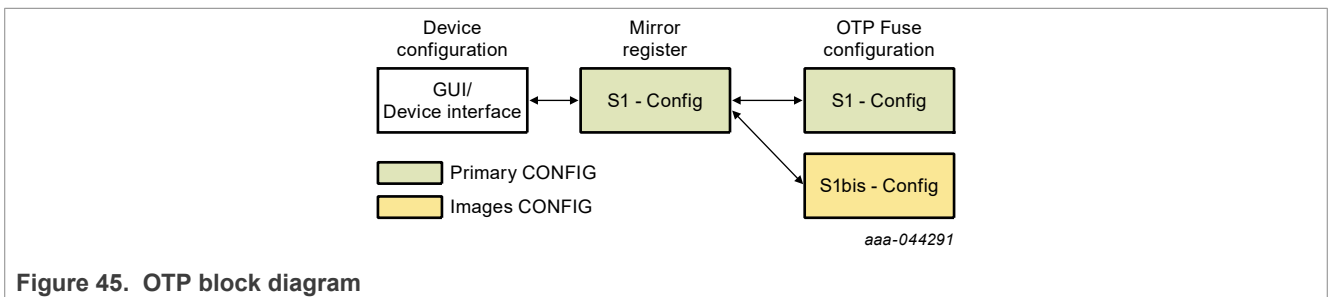 Device
configuration
Mirror
register
OTP Fuse
configuration
GUI/
Device interface
S1 - Config
S1 - Config
Primary CONFIG
Images CONFIG
S1bis - Config
aaa-044291
Figure 45. OTP block diagram